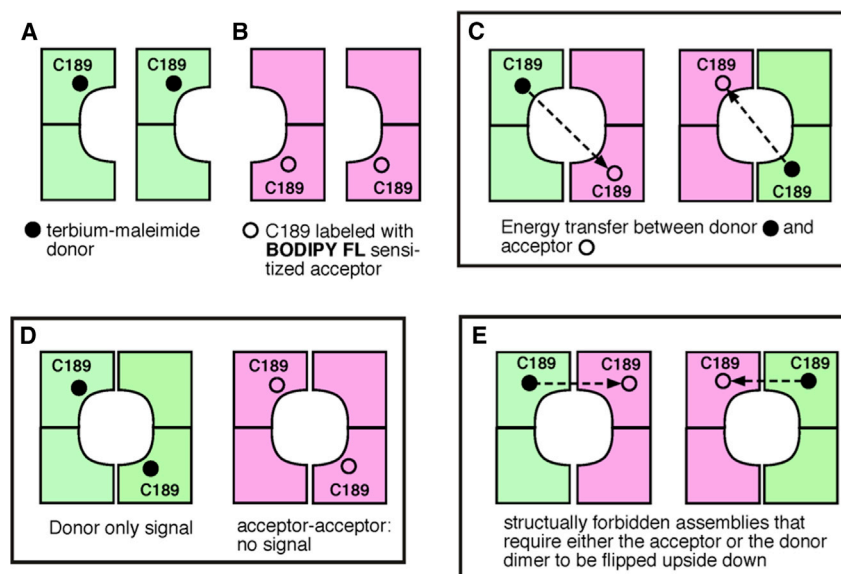 A
C189
C189
terbium-maleimide
donor
B
C189
C189
C189 labeled with
BODIPY FL sensi-
tized acceptor
C
C189
C189
C189
C189
Energy transfer between donor and
acceptor
D
C189
C189
C189
C189
Donor only signal
acceptor-acceptor:
no signal
E
C189
C189
C189
C189
structually forbidden assemblies that
require either the acceptor or the donor
dimer to be flipped upside down